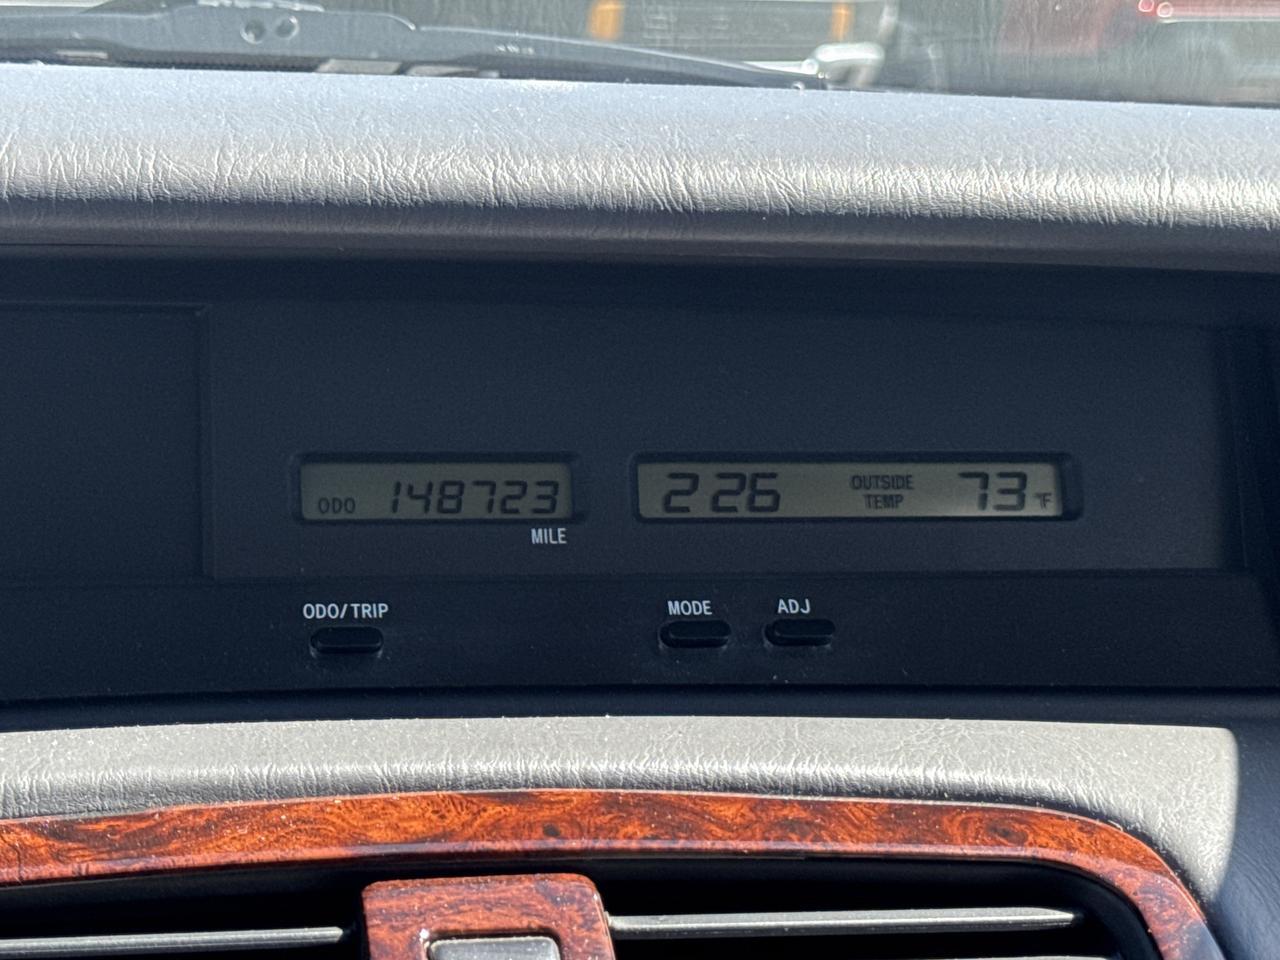 ODO 148723
MILE
2 26 OUTSIDE TEMP 73 °F
ODO/TRIP
MODE
ADJ